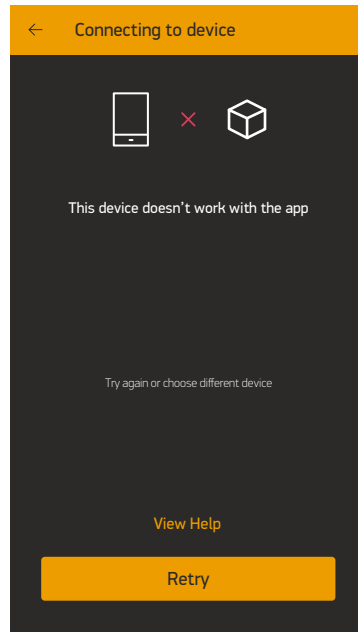 Connecting to device
This device doesn’t work with the app
Try again or choose different device
View Help
Retry